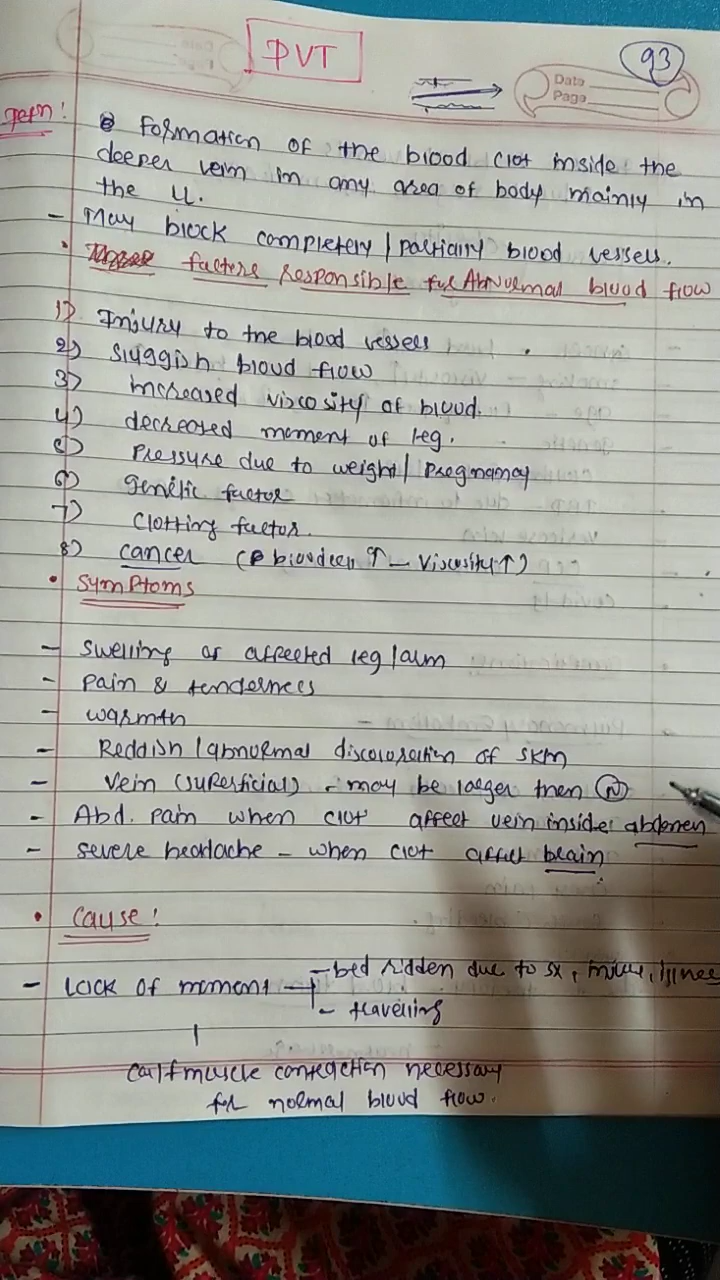 DVT
93
Data
Page
Defn :
Formation of the blood clot inside the
deeper vein in any area of body mainly in
the LL.
- May block completely / partially blood vessels.
• factors responsible for Abnormal blood flow
1) Injury to the blood vessels
2) Sluggish blood flow
3) increased viscosity of blood.
4) decreased moment of leg.
5) Pressure due to weight / Pregnancy
6) genetic factor
7) Clotting factor.
8) cancer ( ↑ - Viscosity ↑)
• Symptoms
- Swelling of affected leg / arm
- Pain & tenderness
- warmth
- Reddish / abnormal discolouration of skin
- Vein (superficial) - may be larger then (N)
- Abd. pain when clot affect vein inside abdomen
- severe headache - when clot affect brain
• Cause :
- Lack of moment - bed ridden due to sx, injury, illness
- travelling
calf muscle contraction necessary
for normal blood flow.